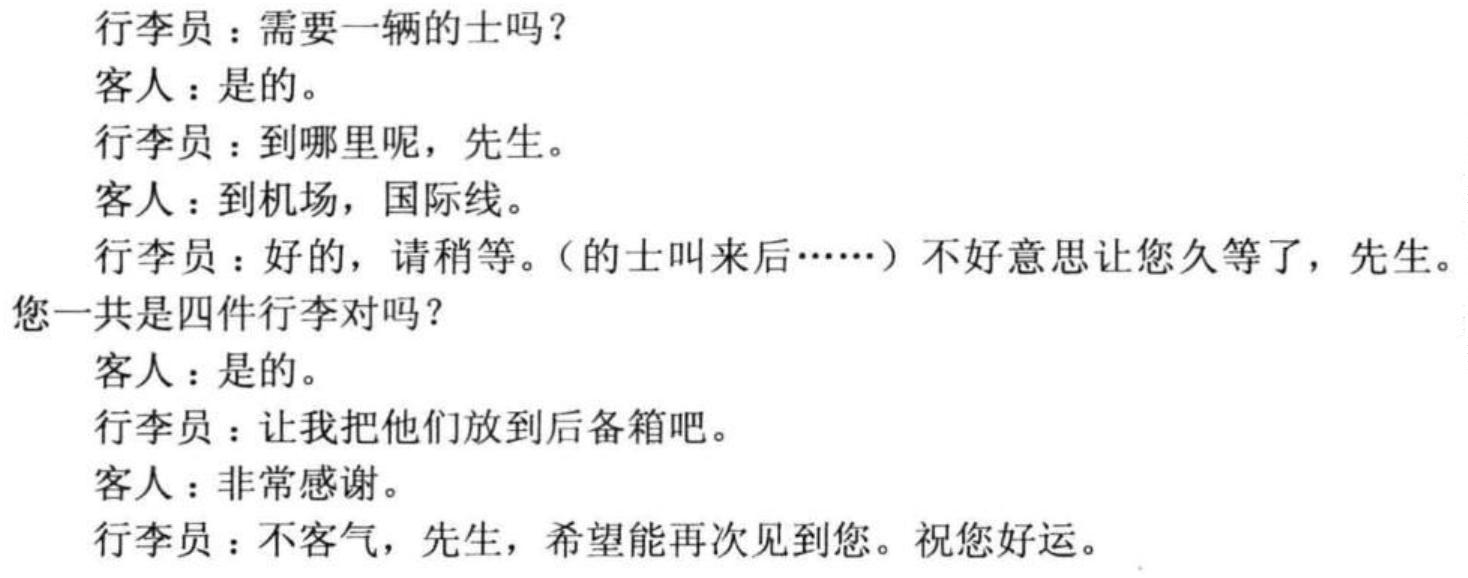 行李员：需要一辆的士吗？
客人：是的。
行李员：到哪里呢，先生。
客人：到机场，国际线。
行李员：好的，请稍等。（的士叫来后……）不好意思让您久等了，先生。
您一共是四件行李对吗？
客人：是的。
行李员：让我把他们放到后备箱吧。
客人：非常感谢。
行李员：不客气，先生，希望能再次见到您。祝您好运。